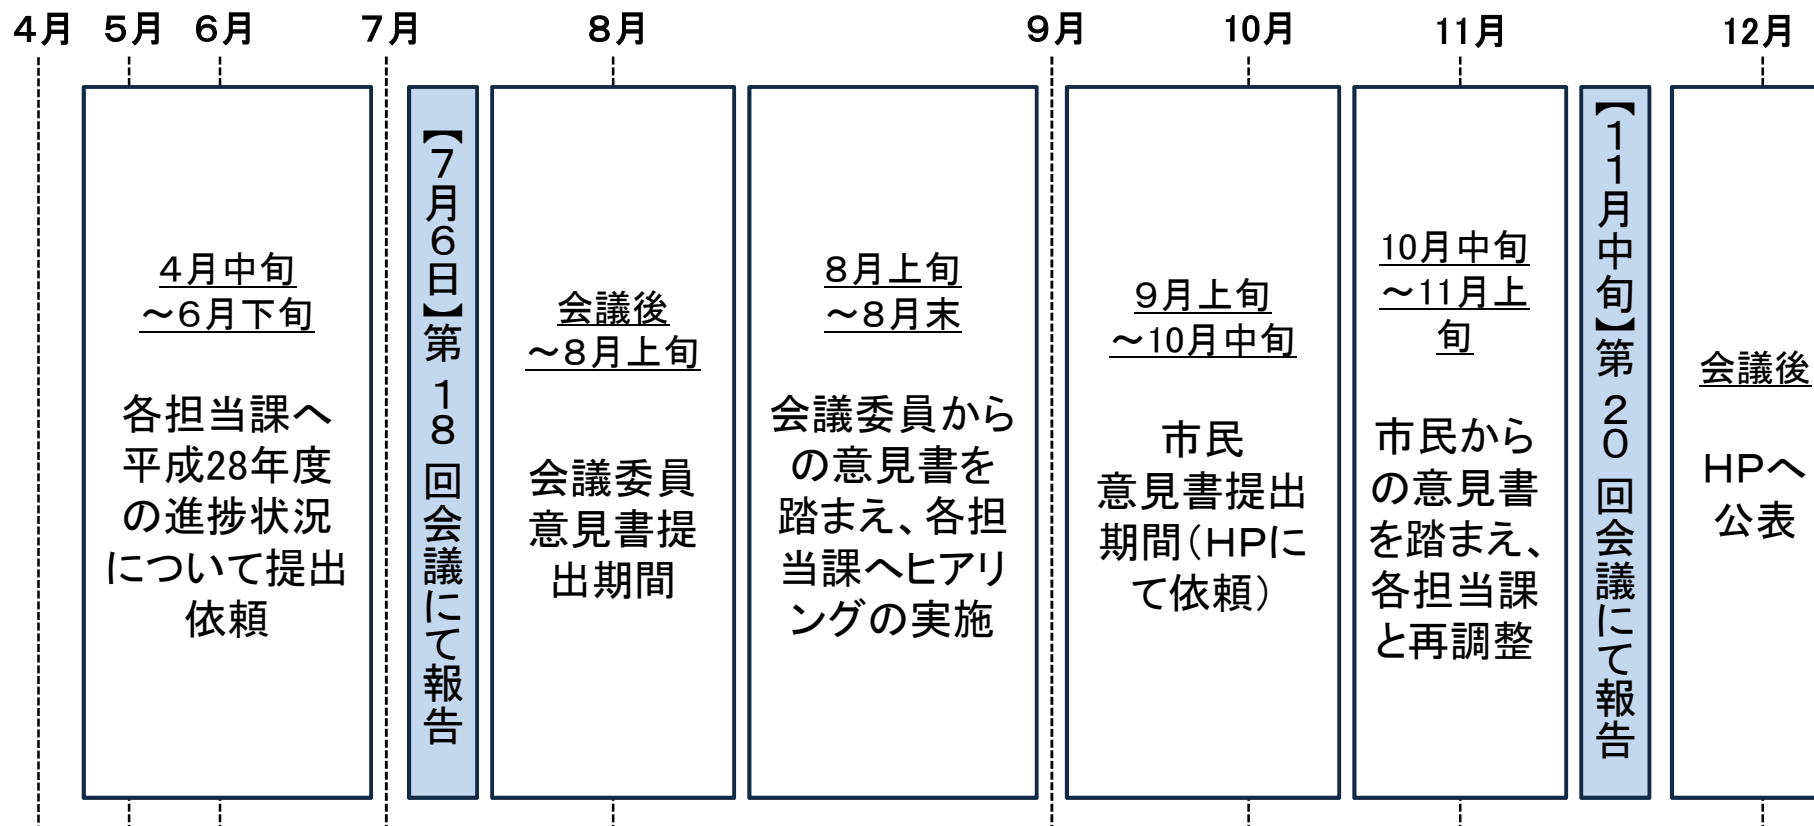 ４月 ５月 ６月 ７月 ８月 ９月 10月 11月 12月
４月中旬
～６月下旬
各担当課へ
平成28年度
の進捗状況
について提出
依頼
【７月６日】第18回会議にて報告
会議後
～８月上旬
会議委員
意見書提
出期間
８月上旬
～８月末
会議委員から
の意見書を
踏まえ、各担
当課へヒアリ
ングの実施
９月上旬
～10月中旬
市民
意見書提出
期間（ＨＰに
て依頼）
10月中旬
～11月上
旬
市民から
の意見書
を踏まえ、
各担当課
と再調整
【11月中旬】第20回会議にて報告
会議後
ＨＰへ
公表